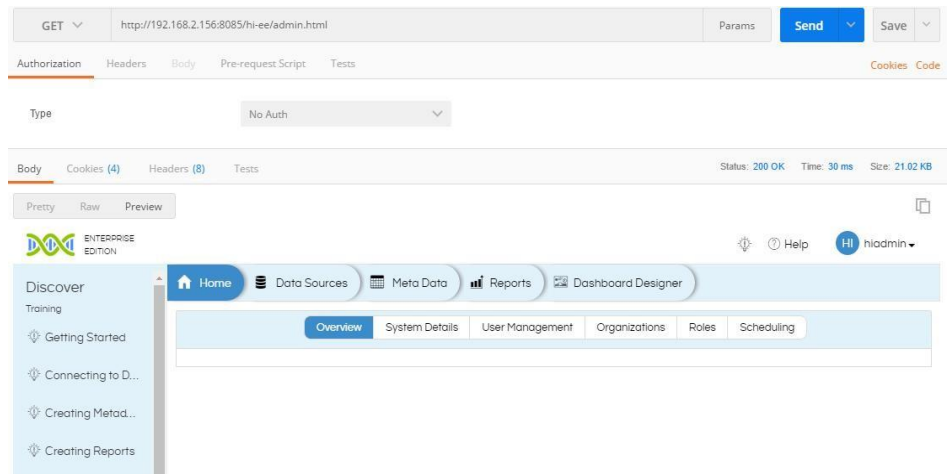 GET http://192.168.2.156:8085/hi-ee/admin.html Params Send Save
Authorization Headers Body Pre-request Script Tests Cookies Code
Type No Auth
Body Cookies (4) Headers (8) Tests Status: 200 OK Time: 30 ms Size: 21.02 KB
Pretty Raw Preview
ENTERPRISE
EDITION
Help HI hiadmin
Discover
Home Data Sources Meta Data Reports Dashboard Designer
Training
Overview System Details User Management Organizations Roles Scheduling
Getting Started
Connecting to D...
Creating Metad...
Creating Reports